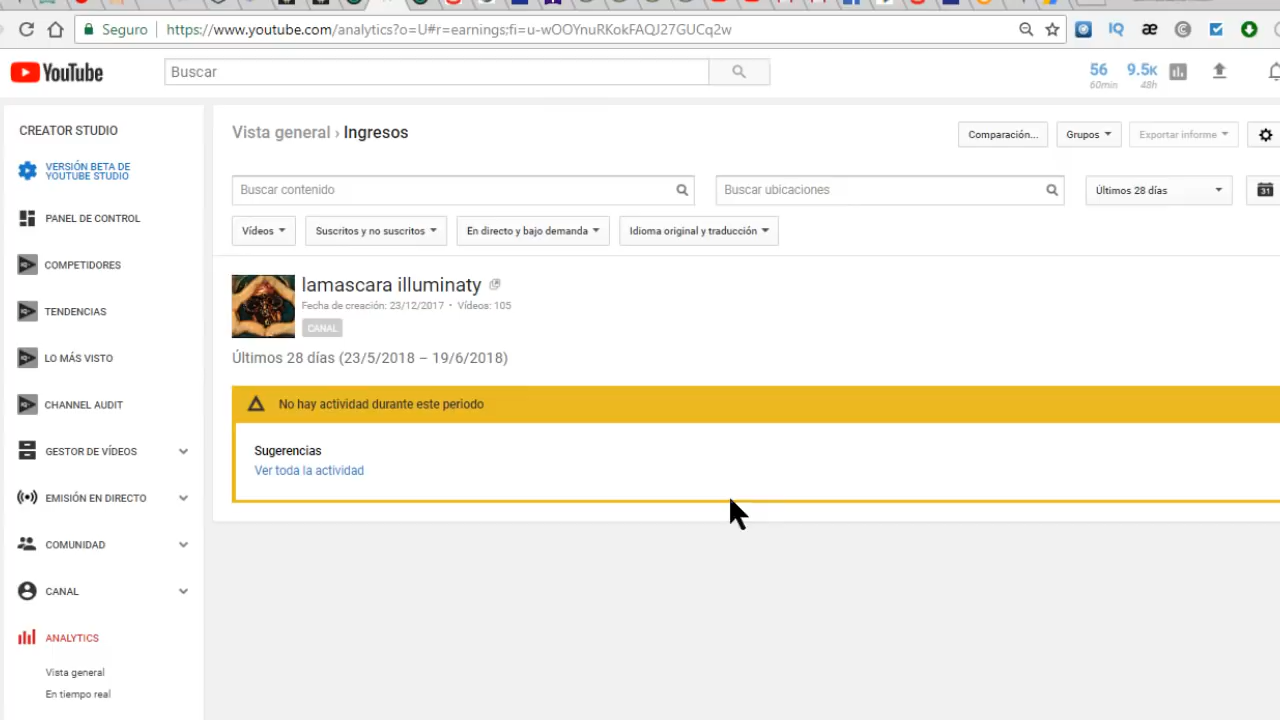 Seguro
https://www.youtube.com/analytics?o=U#r=earnings;fi=u-wOOYnuRKokFAQJ27GUCq2w
IQ
æ
YouTube
Buscar
56
60min
9.5K
48h
CREATOR STUDIO
VERSIÓN BETA DE
YOUTUBE STUDIO
PANEL DE CONTROL
COMPETIDORES
TENDENCIAS
LO MÁS VISTO
CHANNEL AUDIT
GESTOR DE VÍDEOS
EMISIÓN EN DIRECTO
COMUNIDAD
CANAL
ANALYTICS
Vista general
En tiempo real
Vista general › Ingresos
Comparación...
Grupos
Exportar informe
Buscar contenido
Buscar ubicaciones
Últimos 28 días
31
Vídeos
Suscritos y no suscritos
En directo y bajo demanda
Idioma original y traducción
lamascara illuminaty
Fecha de creación: 23/12/2017 • Vídeos: 105
CANAL
Últimos 28 días (23/5/2018 – 19/6/2018)
No hay actividad durante este periodo
Sugerencias
Ver toda la actividad